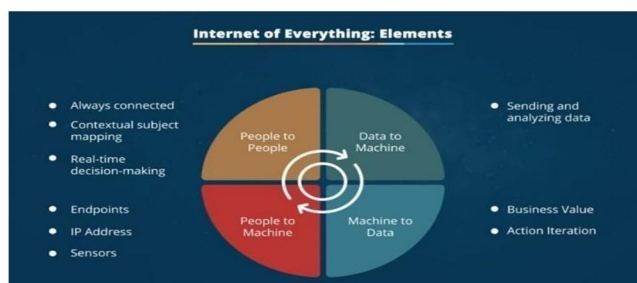 Internet of Everything: Elements
Always connected
Contextual subject
mapping
Real-time
decision-making
People to
People
Data to
Machine
Sending and
analyzing data
Endpoints
IP Address
Sensors
People to
Machine
Machine to
Data
Business Value
Action Iteration